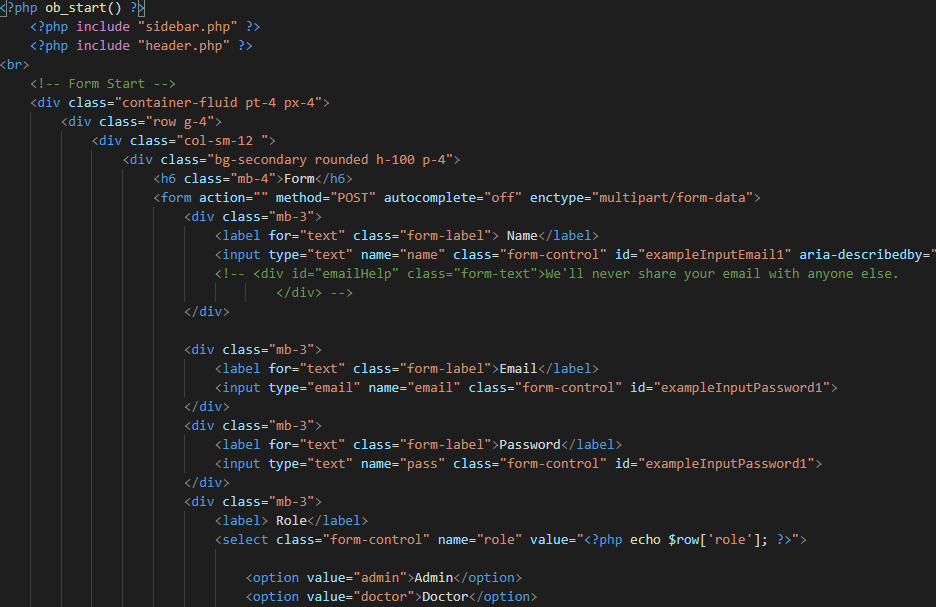 <?php ob_start() ?>
<?php include "sidebar.php" ?>
<?php include "header.php" ?>
<br>
<!-- Form Start -->
<div class="container-fluid pt-4 px-4">
<div class="row g-4">
<div class="col-sm-12 ">
<div class="bg-secondary rounded h-100 p-4">
<h6 class="mb-4">Form</h6>
<form action="" method="POST" autocomplete="off" enctype="multipart/form-data">
<div class="mb-3">
<label for="text" class="form-label"> Name</label>
<input type="text" name="name" class="form-control" id="exampleInputEmail1" aria-describedby="
<!-- <div id="emailHelp" class="form-text">We'll never share your email with anyone else.
</div> -->
</div>
<div class="mb-3">
<label for="text" class="form-label">Email</label>
<input type="email" name="email" class="form-control" id="exampleInputPassword1">
</div>
<div class="mb-3">
<label for="text" class="form-label">Password</label>
<input type="text" name="pass" class="form-control" id="exampleInputPassword1">
</div>
<div class="mb-3">
<label> Role</label>
<select class="form-control" name="role" value="<?php echo $row['role']; ?>">
<option value="admin">Admin</option>
<option value="doctor">Doctor</option>